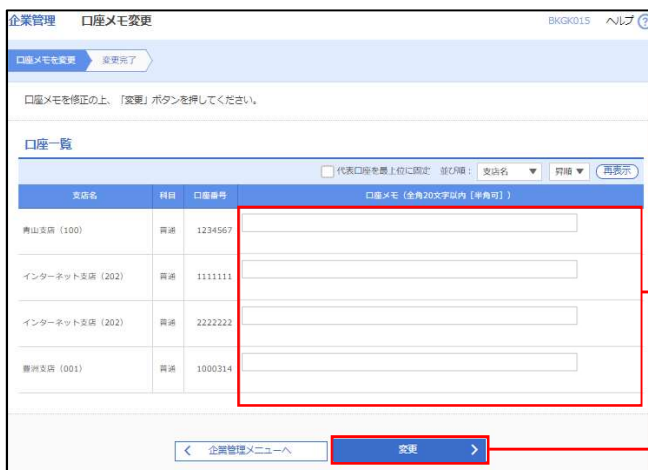 企業管理 口座メモ変更 BKGK015 ヘルプ ?
口座メモを変更 変更完了
口座メモを修正の上、「変更」ボタンを押してください。
口座一覧
代表口座を最上位に固定 並び順： 支店名 ▼ 昇順 ▼ 再表示
支店名 科目 口座番号 口座メモ（全角20文字以内［半角可］）
青山支店（100） 普通 1234567
インターネット支店（202） 普通 1111111
インターネット支店（202） 普通 2222222
豊洲支店（001） 普通 1000314
企業管理メニューへ 変更